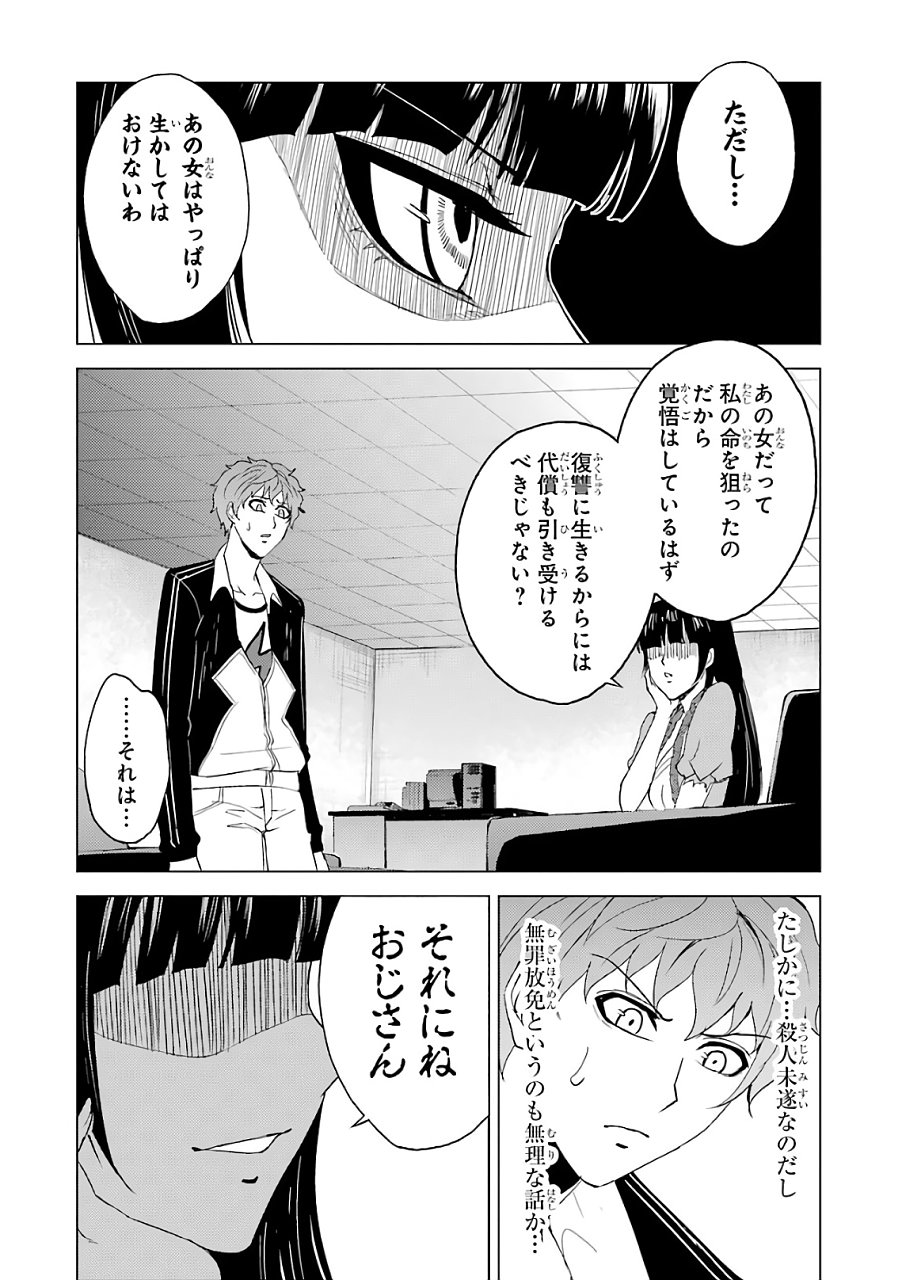 ただし…
あの女はやっぱり
生かしては
おけないわ
あの女だって
私の命を狙ったの
だから
覚悟はしているはず
復讐に生きるからには
代償も引き受ける
べきじゃない？
……それは…
たしかに…殺人未遂なのだし
無罪放免というのも無理な話か…
それにね
おじさん